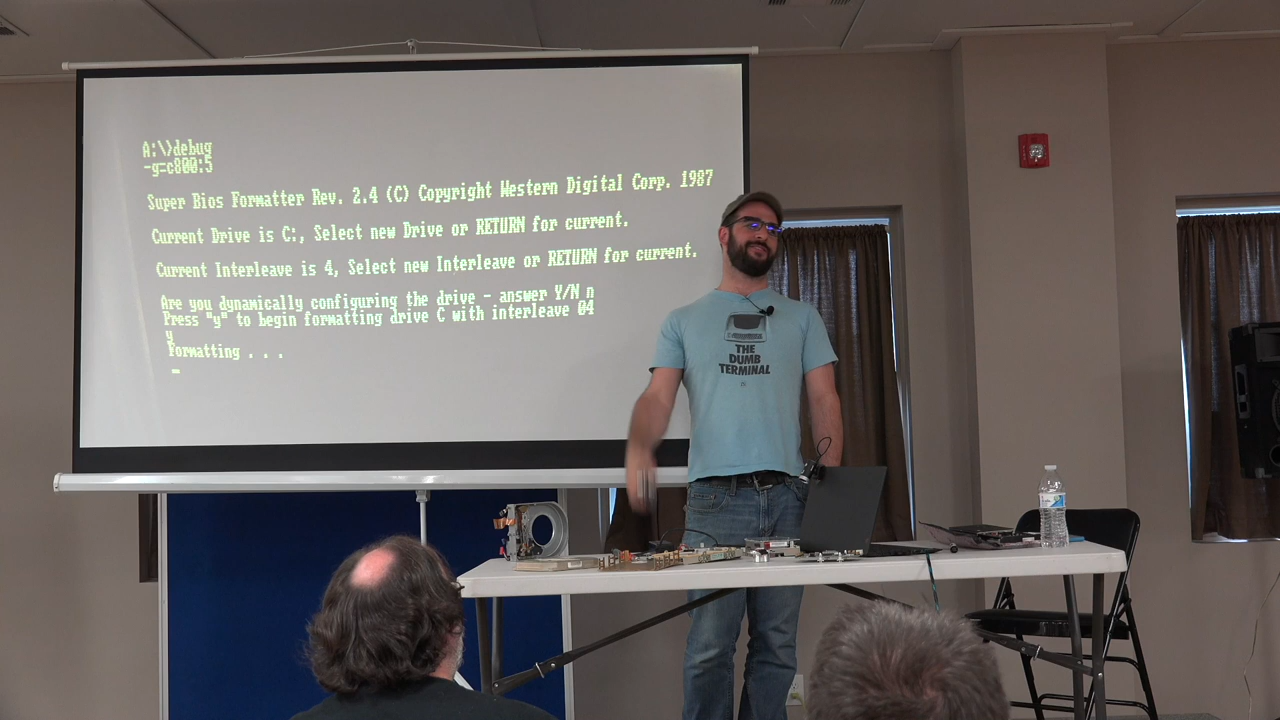 A:\>debug
-g=c800:5
Super Bios Formatter Rev. 2.4 (C) Copyright Western Digital Corp. 1987
Current Drive is C:, Select new Drive or RETURN for current.
Current Interleave is 4, Select new Interleave or RETURN for current.
Are you dynamically configuring the drive - answer Y/N n
Press "y" to begin formatting drive C with interleave 04
y
Formatting . . .
THE
DUMB
TERMINAL